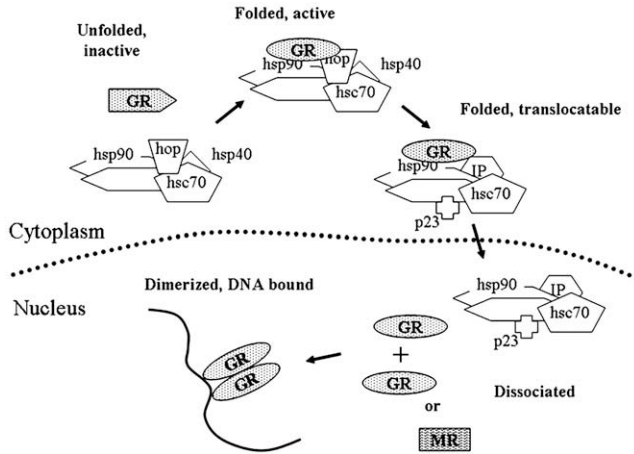 Folded, active
Unfolded,
inactive
GR
hop
hsp90
hsp40
hsc70
GR
Folded, translocatable
hop
hsp90
hsp40
hsc70
GR
hsp90
IP
hsc70
p23
Cytoplasm
Nucleus
Dimerized, DNA bound
hsp90
IP
hsc70
p23
GR
+
GR
GR
GR
Dissociated
or
MR